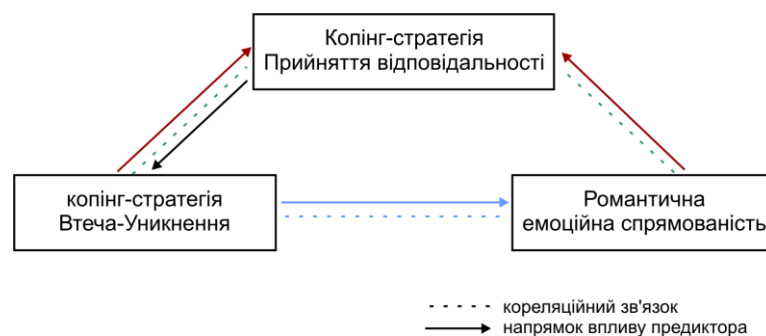 Копінг-стратегія
Прийняття відповідальності
копінг-стратегія
Втеча-Уникнення
Романтична
емоційна спрямованість
кореляційний зв'язок
напрямок впливу предиктора